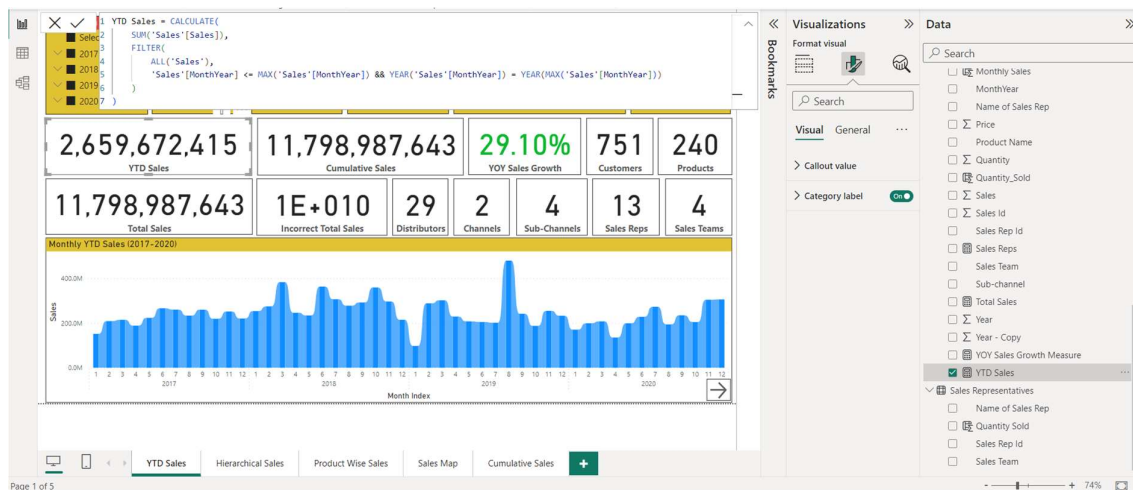 1 YTD Sales = CALCULATE(
2 SUM('Sales'[Sales]),
3 FILTER(
4 ALL('Sales'),
5 'Sales'[MonthYear] <= MAX('Sales'[MonthYear]) && YEAR('Sales'[MonthYear]) = YEAR(MAX('Sales'[MonthYear]))
6 )
7 )
Selec
2017
2018
2019
2020
2,659,672,415
YTD Sales
11,798,987,643
Cumulative Sales
29.10%
YOY Sales Growth
751
Customers
240
Products
11,798,987,643
Total Sales
1E+010
Incorrect Total Sales
29
Distributors
2
Channels
4
Sub-Channels
13
Sales Reps
4
Sales Teams
Monthly YTD Sales (2017-2020)
Sales
400.0M
200.0M
0.0M
1 2 3 4 5 6 7 8 9 10 11 12 1 2 3 4 5 6 7 8 9 10 11 12 1 2 3 4 5 6 7 8 9 10 11 12 1 2 3 4 5 6 7 8 9 10 11 12
2017 2018 2019 2020
Month Index
YTD Sales Hierarchical Sales Product Wise Sales Sales Map Cumulative Sales +
Page 1 of 5
Bookmarks
Visualizations
Format visual
Search
Visual General ...
Callout value
Category label On
Data
Search
Monthly Sales
MonthYear
Name of Sales Rep
Price
Product Name
Quantity
Quantity_Sold
Sales
Sales Id
Sales Rep Id
Sales Reps
Sales Team
Sub-channel
Total Sales
Year
Year - Copy
YOY Sales Growth Measure
YTD Sales ...
Sales Representatives
Name of Sales Rep
Quantity Sold
Sales Rep Id
Sales Team
- + 74%